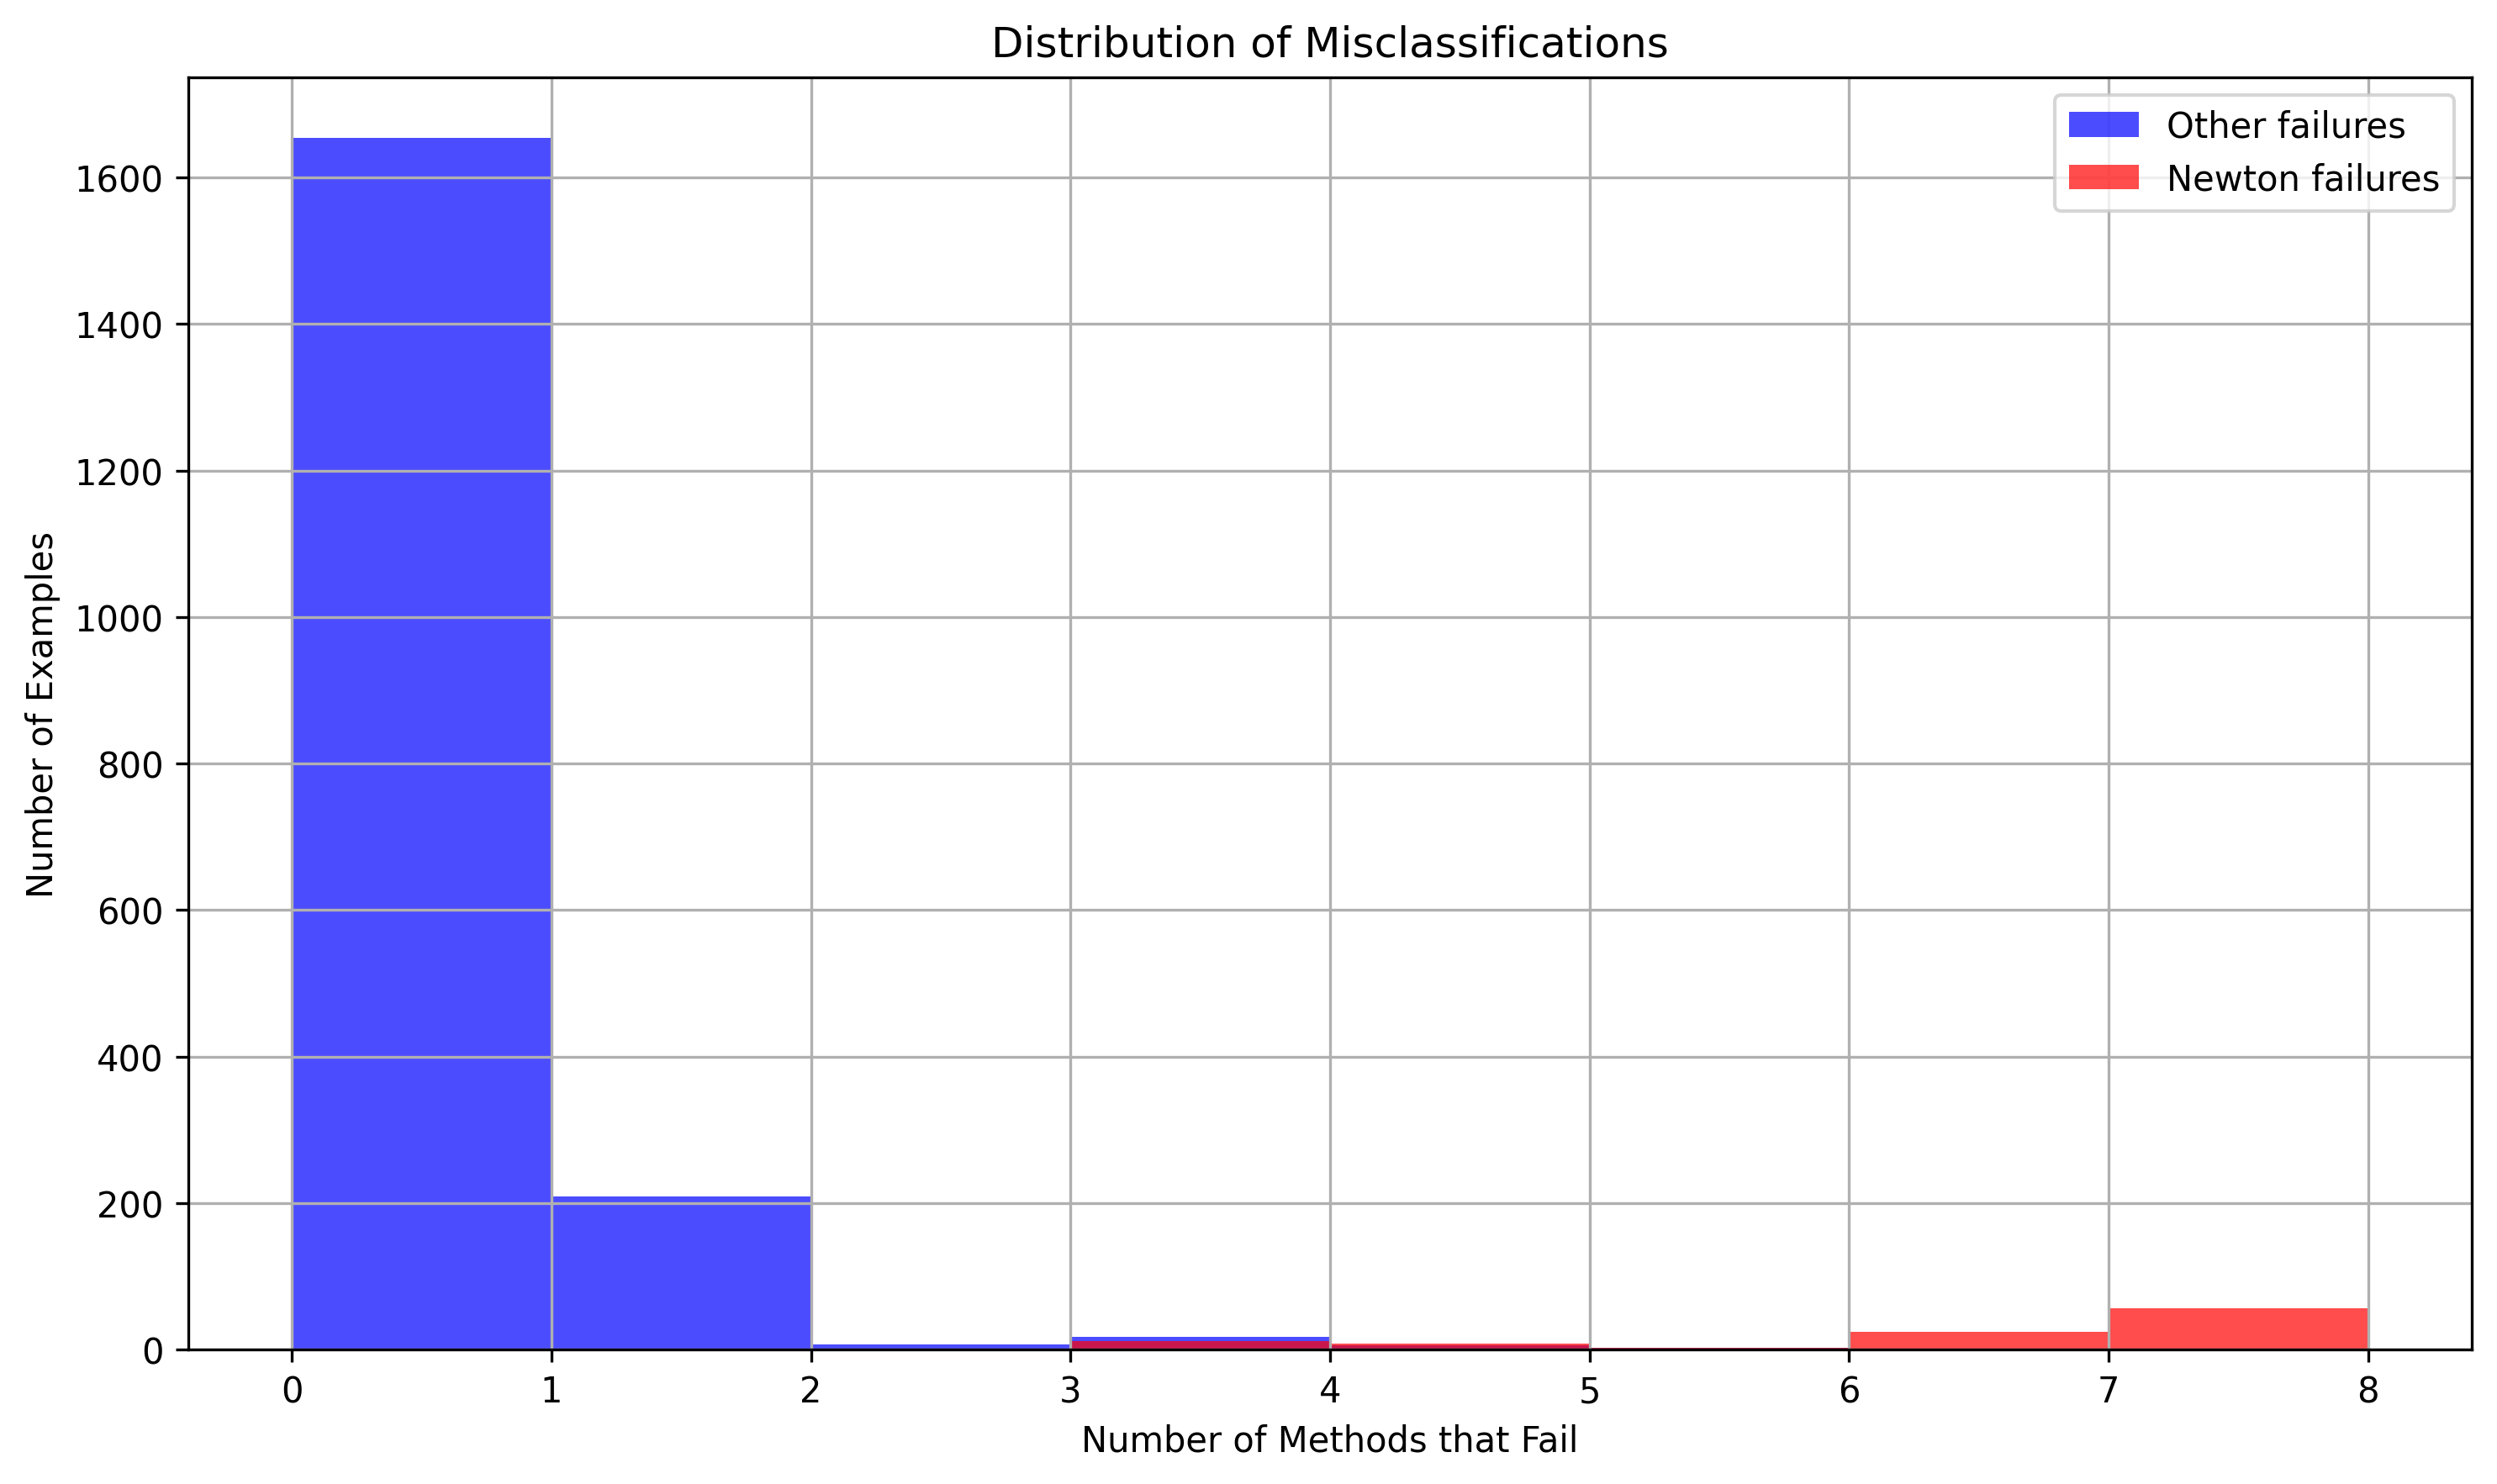 Distribution of Misclassifications
Other failures
Newton failures
1600
1400
1200
1000
800
600
400
200
0
Number of Examples
0 1 2 3 4 5 6 7 8
Number of Methods that Fail